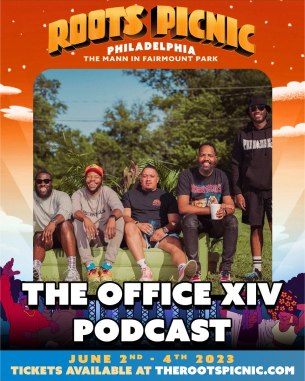 ROOTS PICNIC
PHILADELPHIA
THE MANN IN FAIRMOUNT PARK
THE OFFICE XIV
PODCAST
JUNE 2ND - 4TH 2023
TICKETS AVAILABLE AT THEROOTSPICNIC.COM